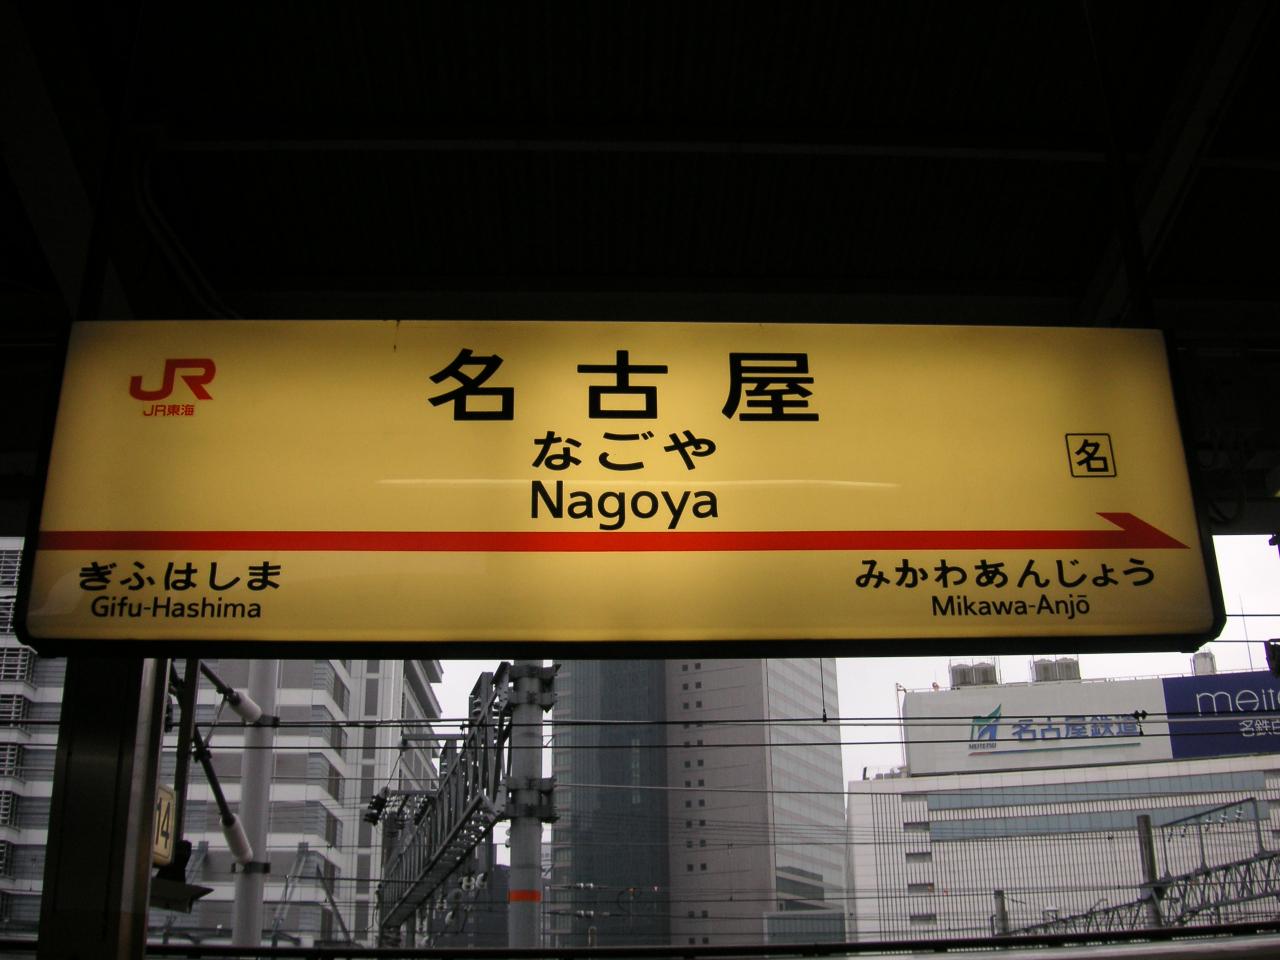 JR
JR東海
名古屋
なごや
Nagoya
名
ぎふはしま
Gifu-Hashima
みかわあんじょう
Mikawa-Anjō
MEITETSU
名古屋鉄道
14